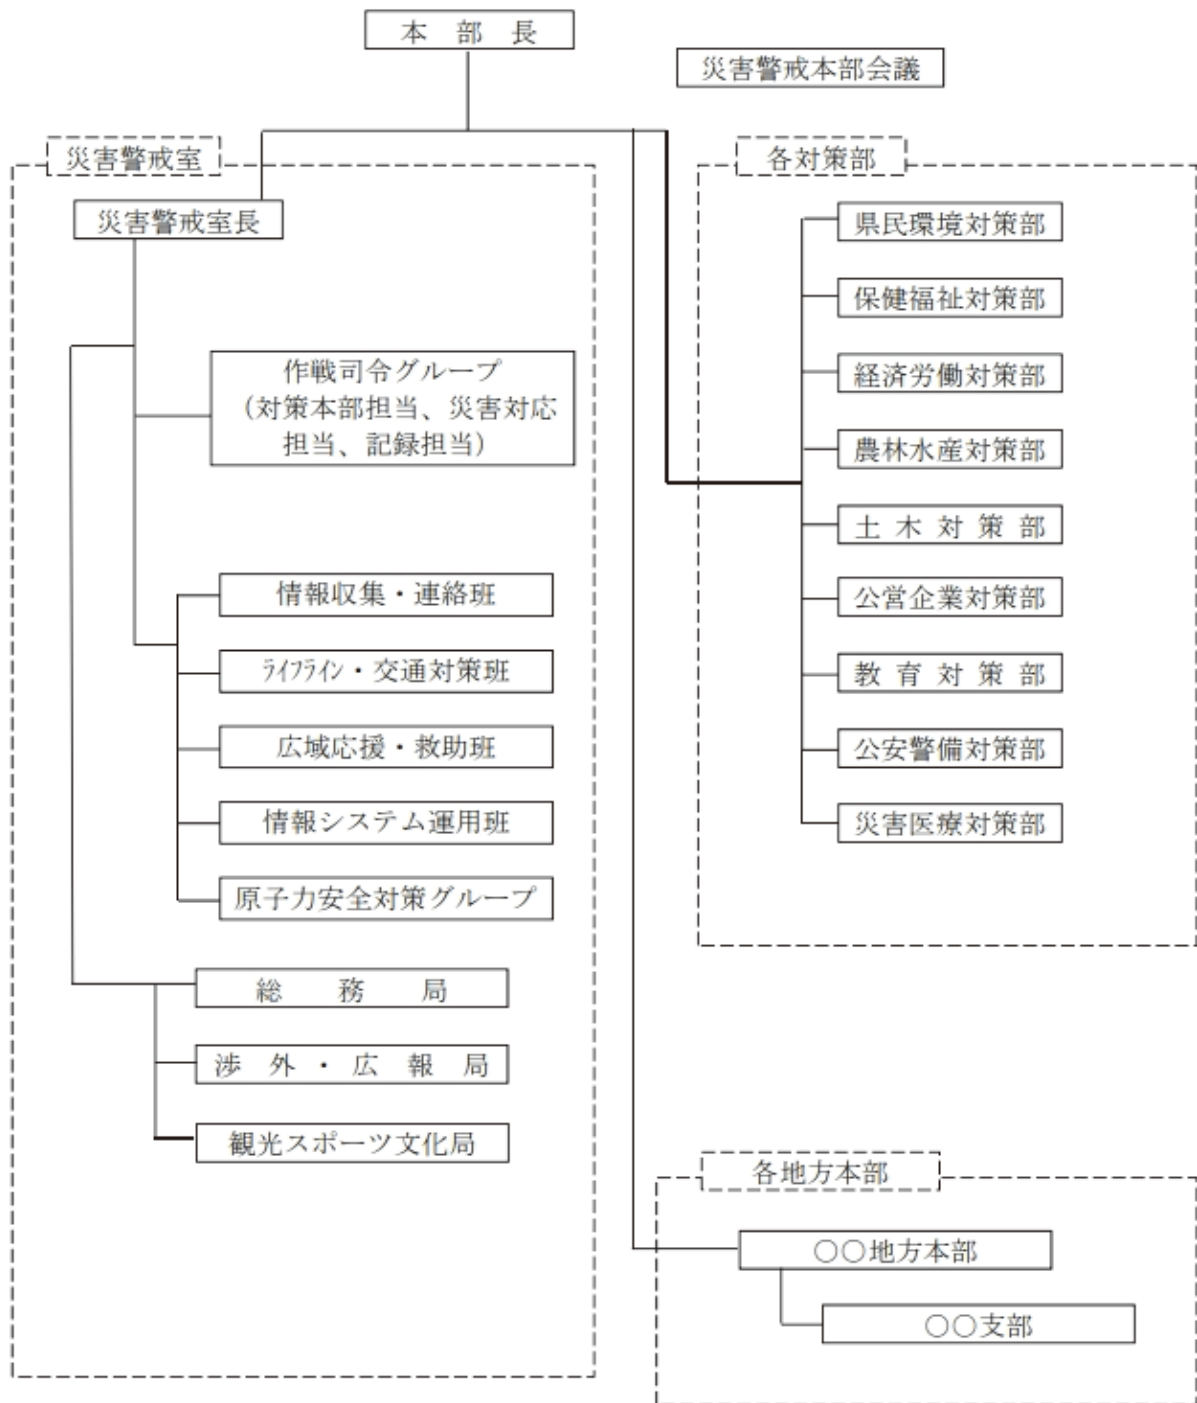 本部長
災害警戒本部会議
災害警戒室
災害警戒室長
作戦司令グループ
（対策本部担当、災害対応
担当、記録担当）
情報収集・連絡班
ﾗｲﾌﾗｲﾝ・交通対策班
広域応援・救助班
情報システム運用班
原子力安全対策グループ
総務局
渉外・広報局
観光スポーツ文化局
各対策部
県民環境対策部
保健福祉対策部
経済労働対策部
農林水産対策部
土木対策部
公営企業対策部
教育対策部
公安警備対策部
災害医療対策部
各地方本部
○○地方本部
○○支部